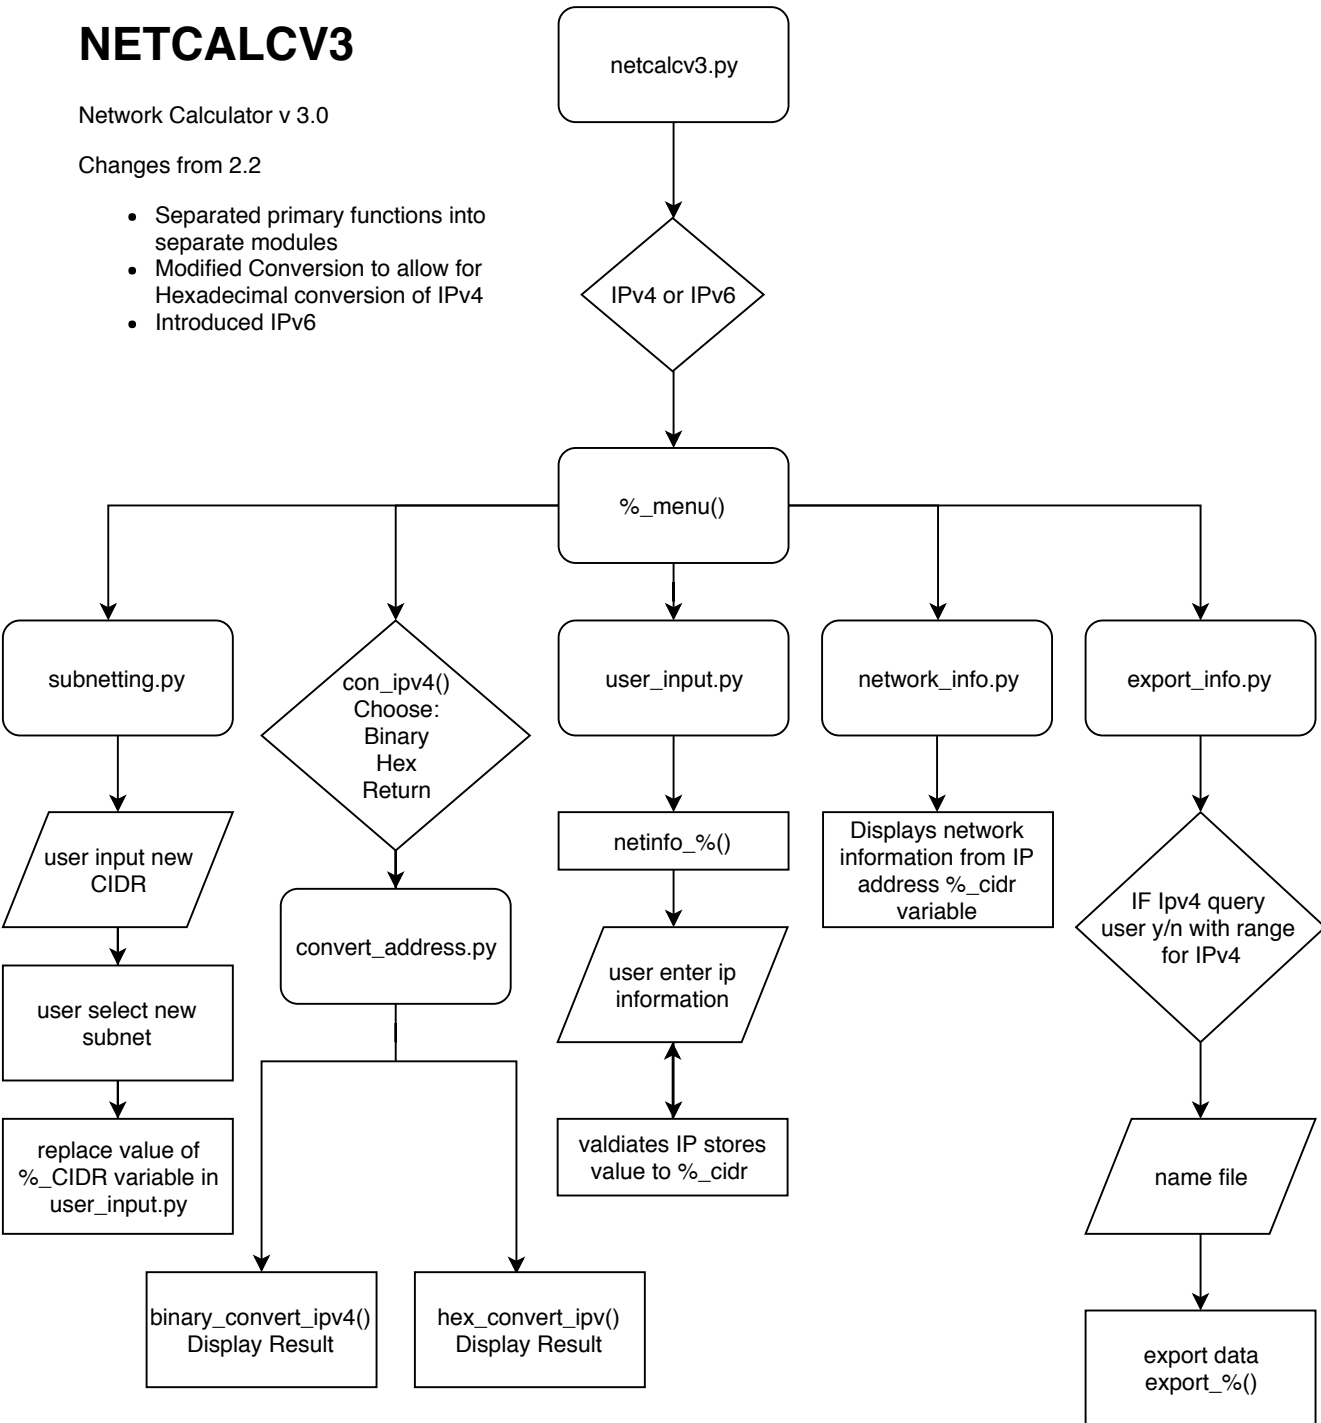 NETCALCV3
Network Calculator v 3.0
Changes from 2.2
• Separated primary functions into
separate modules
• Modified Conversion to allow for
Hexadecimal conversion of IPv4
• Introduced IPv6
netcalcv3.py
IPv4 or IPv6
%_menu()
subnetting.py
con_ipv4()
Choose:
Binary
Hex
Return
user_input.py
network_info.py
export_info.py
user input new
CIDR
netinfo_%()
Displays network
information from IP
address %_cidr
variable
IF Ipv4 query
user y/n with range
for IPv4
convert_address.py
user enter ip
information
user select new
subnet
replace value of
%_CIDR variable in
user_input.py
valdiates IP stores
value to %_cidr
name file
binary_convert_ipv4()
Display Result
hex_convert_ipv()
Display Result
export data
export_%()